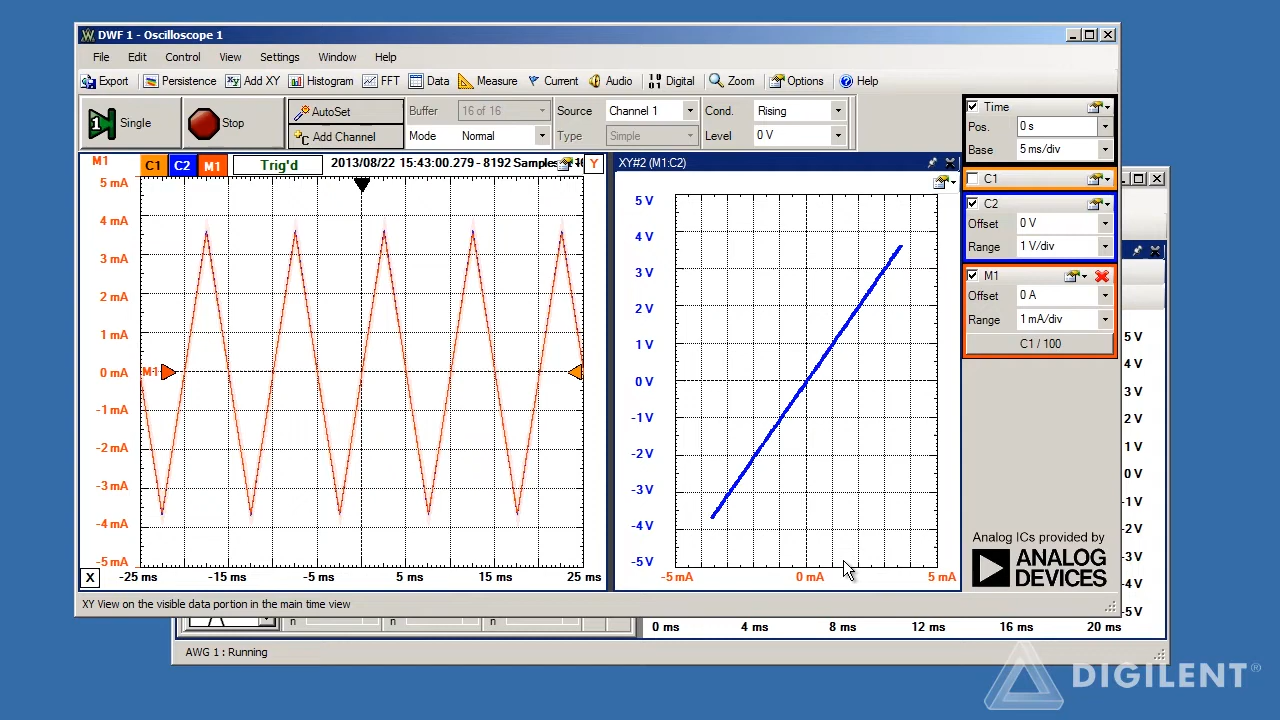 DWF 1 - Oscilloscope 1
File Edit Control View Settings Window Help
Export Persistence Add XY Histogram FFT Data Measure Current Audio Digital Zoom Options Help
Single Stop AutoSet Buffer 16 of 16 Source Channel 1 Cond. Rising
Add Channel Mode Normal Type Simple Level 0 V
Time
Pos. 0 s
Base 5 ms/div
C1
C2
Offset 0 V
Range 1 V/div
M1
Offset 0 A
Range 1 mA/div
C1 / 100
M1 C1 C2 M1 Trig'd 2013/08/22 15:43:00.279 - 8192 Samples Y
5 mA
4 mA
3 mA
2 mA
1 mA
0 mA M1
-1 mA
-2 mA
-3 mA
-4 mA
-5 mA
X -25 ms -15 ms -5 ms 5 ms 15 ms 25 ms
XY#2 (M1:C2)
5 V
4 V
3 V
2 V
1 V
0 V
-1 V
-2 V
-3 V
-4 V
-5 V
-5 mA 0 mA 5 mA
Analog ICs provided by
ANALOG
DEVICES
XY View on the visible data portion in the main time view
5 V
4 V
3 V
2 V
1 V
0 V
-1 V
-2 V
-3 V
-4 V
-5 V
0 ms 4 ms 8 ms 12 ms 16 ms 20 ms
AWG 1 : Running
DIGILENT®